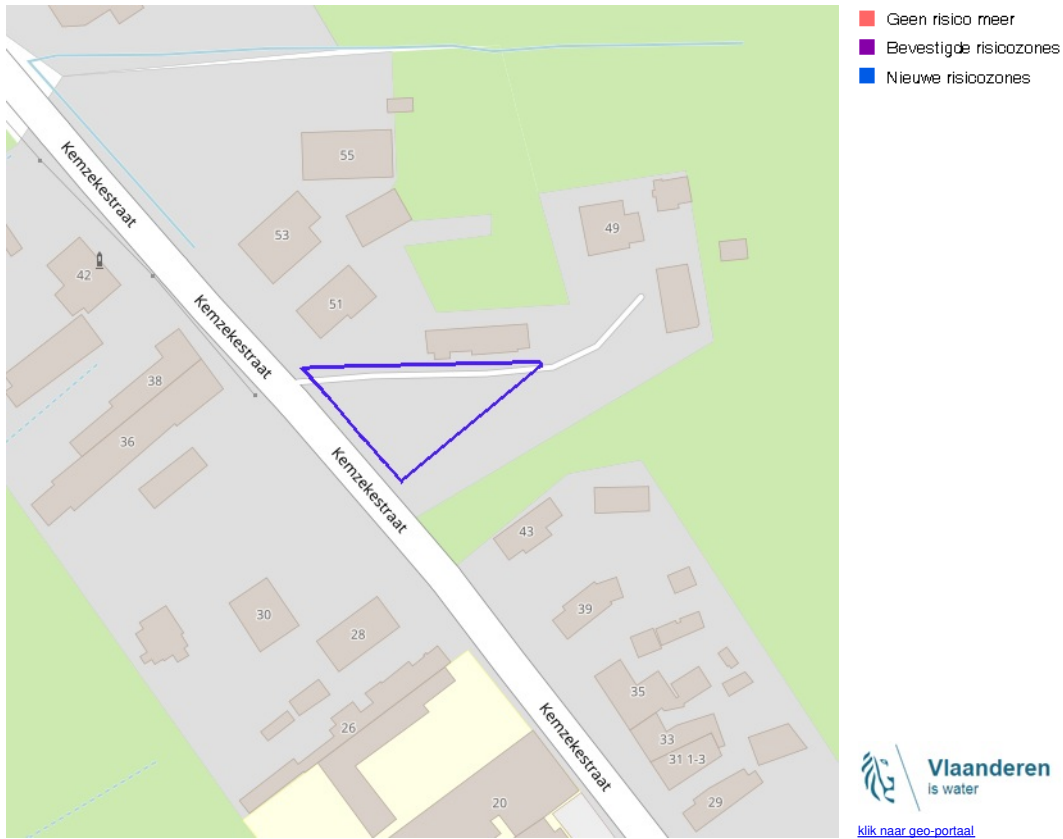 Geen risico meer
Bevestigde risicozones
Nieuwe risicozones
55
Kemzekestraat
53
49
42
51
Kemzekestraat
38
36
Kemzekestraat
43
39
30
28
35
26
Kemzekestraat
33
31 1-3
20
29
Vlaanderen
is water
klik naar geo-portaal